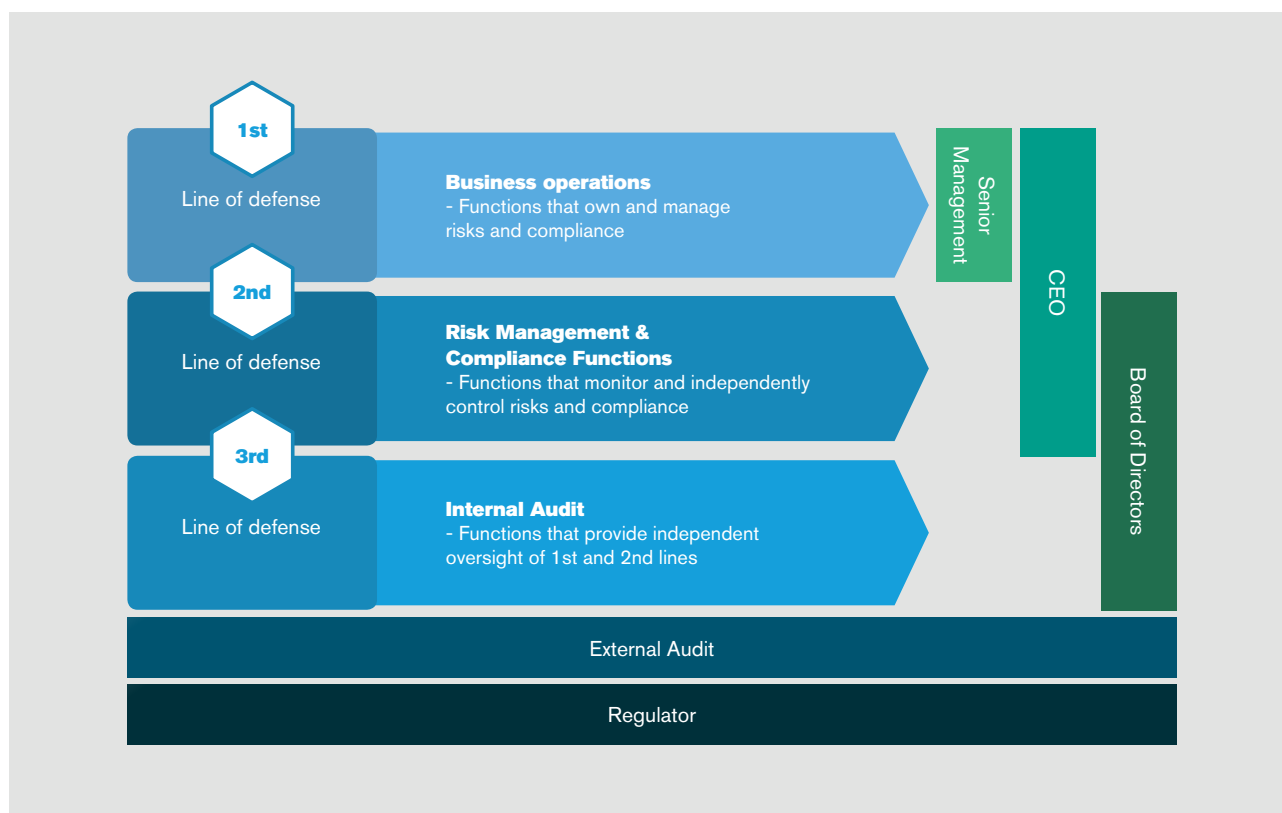 1st
Line of defense
Business operations
- Functions that own and manage
risks and compliance
2nd
Line of defense
Risk Management &
Compliance Functions
- Functions that monitor and independently
control risks and compliance
3rd
Line of defense
Internal Audit
- Functions that provide independent
oversight of 1st and 2nd lines
Senior
Management
CEO
Board of Directors
External Audit
Regulator